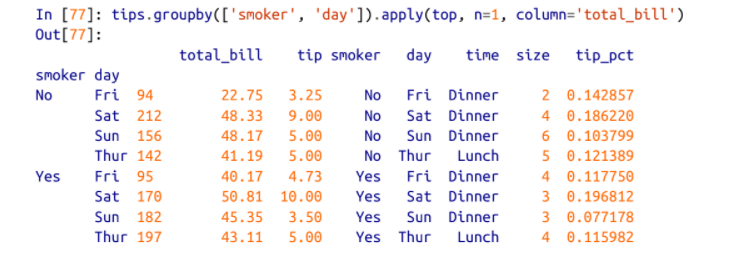 In [77]: tips.groupby(['smoker', 'day']).apply(top, n=1, column='total_bill')
Out[77]:
total_bill tip smoker day time size tip_pct
smoker day
No Fri 94 22.75 3.25 No Fri Dinner 2 0.142857
Sat 212 48.33 9.00 No Sat Dinner 4 0.186220
Sun 156 48.17 5.00 No Sun Dinner 6 0.103799
Thur 142 41.19 5.00 No Thur Lunch 5 0.121389
Yes Fri 95 40.17 4.73 Yes Fri Dinner 4 0.117750
Sat 170 50.81 10.00 Yes Sat Dinner 3 0.196812
Sun 182 45.35 3.50 Yes Sun Dinner 3 0.077178
Thur 197 43.11 5.00 Yes Thur Lunch 4 0.115982